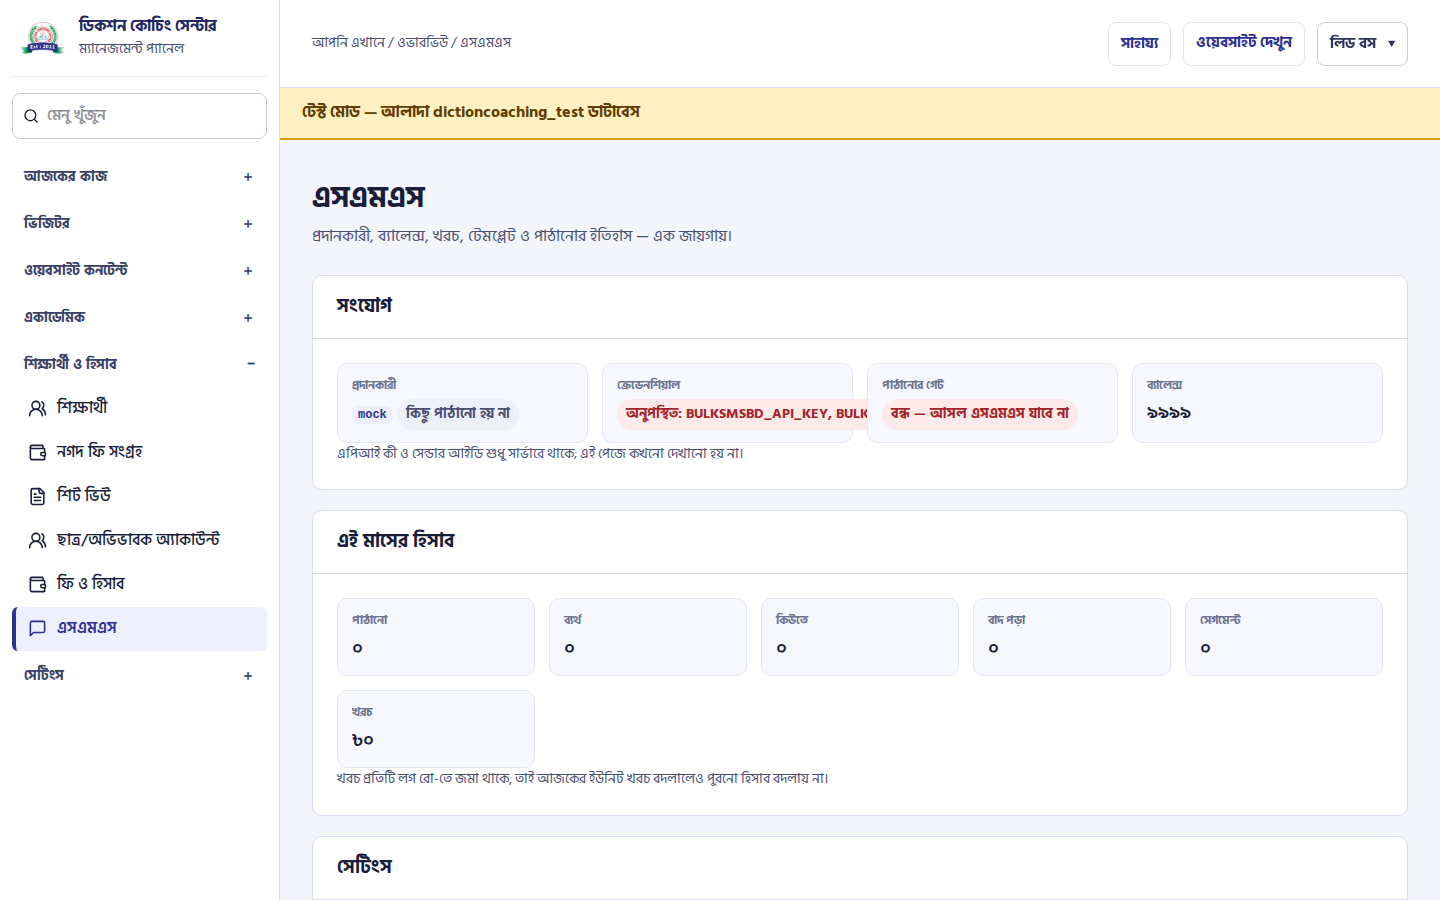 ডিকশন কোচিং সেন্টার
ম্যানেজমেন্ট প্যানেল
Est : 2011
মেনু খুঁজুন
আজকের কাজ +
ভিজিটর +
ওয়েবসাইট কনটেন্ট +
একাডেমিক +
শিক্ষার্থী ও হিসাব −
শিক্ষার্থী
নগদ ফি সংগ্রহ
শিট ভিউ
ছাত্র/অভিভাবক অ্যাকাউন্ট
ফি ও হিসাব
এসএমএস
সেটিংস +
আপনি এখানে / ওভারভিউ / এসএমএস
সাহায্য
ওয়েবসাইট দেখুন
লিড বস ▾
টেস্ট মোড — আলাদা dictioncoaching_test ডাটাবেস
এসএমএস
প্রদানকারী, ব্যালেন্স, খরচ, টেমপ্লেট ও পাঠানোর ইতিহাস — এক জায়গায়।
সংযোগ
প্রদানকারী
mock কিছু পাঠানো হয় না
ক্রেডেনশিয়াল
অনুপস্থিত: BULKSMSBD_API_KEY, BULK
পাঠানোর গেট
বন্ধ — আসল এসএমএস যাবে না
ব্যালেন্স
৯৯৯৯
এপিআই কী ও সেন্ডার আইডি শুধু সার্ভারে থাকে; এই পেজে কখনো দেখানো হয় না।
এই মাসের হিসাব
পাঠানো
০
ব্যর্থ
০
কিউতে
০
বাদ পড়া
০
সেগমেন্ট
০
খরচ
৳০
খরচ প্রতিটি লগ রো-তে জমা থাকে, তাই আজকের ইউনিট খরচ বদলালেও পুরনো হিসাব বদলায় না।
সেটিংস